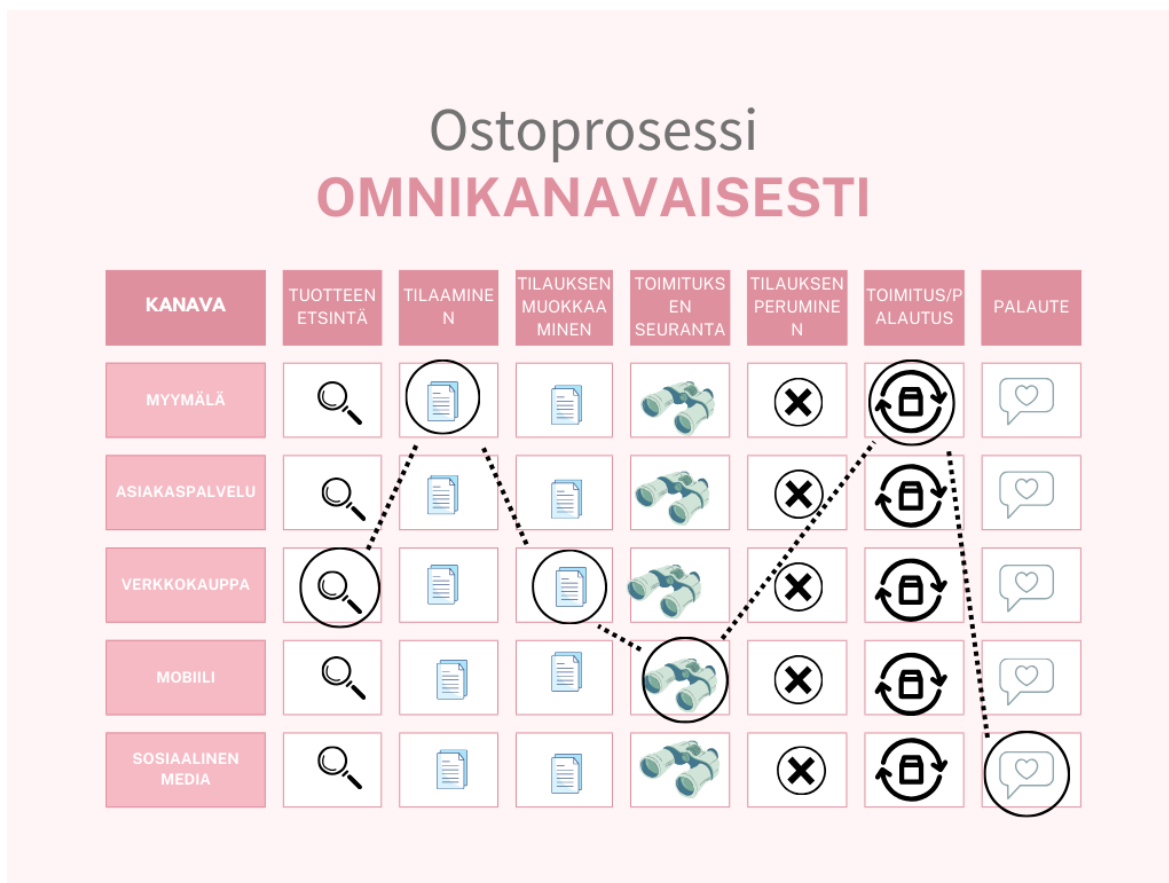 Ostoprosessi
OMNIKANAVAISESTI
KANAVA
TUOTTEEN
ETSINTÄ
TILAAMINE
N
TILAUKSEN
MUOKKAA
MINEN
TOIMITUKS
EN
SEURANTA
TILAUKSEN
PERUMINE
N
TOIMITUS/P
ALAUTUS
PALAUTE
MYYMÄLÄ
ASIAKASPALVELU
VERKKOKAUPPA
MOBIILI
SOSIAALINEN
MEDIA